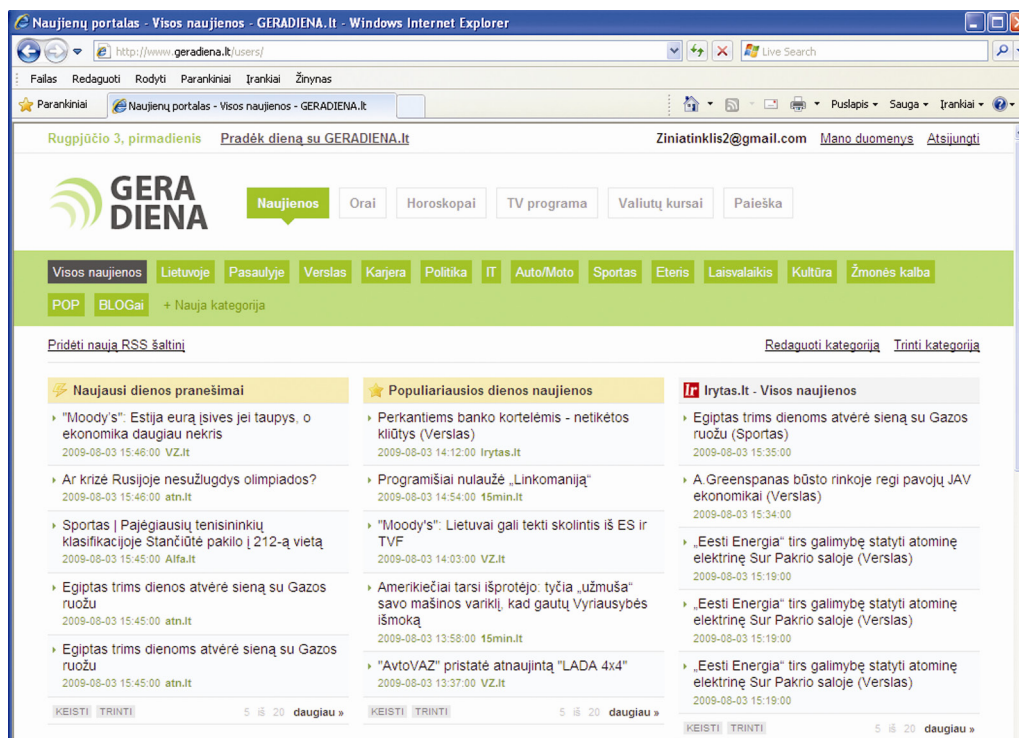 Naujienų portalas - Visos naujienos - GERADIENA.lt - Windows Internet Explorer
http://www.geradiena.lt/users/
Live Search
Failas Redaguoti Rodyti Parankiniai Įrankiai Žinynas
Parankiniai Naujienų portalas - Visos naujienos - GERADIENA.lt Puslapis Sauga Įrankiai
Rugpjūčio 3, pirmadienis Pradėk dieną su GERADIENA.lt Ziniatinklis2@gmail.com Mano duomenys Atsijungti
GERA
DIENA
Naujienos Orai Horoskopai TV programa Valiutų kursai Paieška
Visos naujienos Lietuvoje Pasaulyje Verslas Karjera Politika IT Auto/Moto Sportas Eteris Laisvalaikis Kultūra Žmonės kalba
POP BLOGai + Nauja kategorija
Pridėti naują RSS šaltinį Redaguoti kategoriją Trinti kategoriją
Naujausi dienos pranešimai
"Moody's": Estija eurą įsives jei taupys, o
ekonomika daugiau nekris
2009-08-03 15:46:00 VZ.lt
Ar krizė Rusijoje nesužlugdys olimpiados?
2009-08-03 15:46:00 atn.lt
Sportas | Pajėgiausių tenisininkių
klasifikacijoje Stančiūtė pakilo į 212-ą vietą
2009-08-03 15:45:00 Alfa.lt
Egiptas trims dienos atvėrė sieną su Gazos
ruožu
2009-08-03 15:45:00 atn.lt
Egiptas trims dienoms atvėrė sieną su Gazos
ruožu
2009-08-03 15:45:00 atn.lt
KEISTI TRINTI 5 iš 20 daugiau »
Populiariausios dienos naujienos
Perkantiems banko kortelėmis - netikėtos
kliūtys (Verslas)
2009-08-03 14:12:00 lrytas.lt
Programišiai nulaužė „Linkomaniją“
2009-08-03 14:54:00 15min.lt
"Moody's": Lietuvai gali tekti skolintis iš ES ir
TVF
2009-08-03 14:03:00 VZ.lt
Amerikiečiai tarsi išprotėjo: tyčia „užmuša“
savo mašinos variklį, kad gautų Vyriausybės
išmoką
2009-08-03 13:58:00 15min.lt
"AvtoVAZ" pristatė atnaujintą "LADA 4x4"
2009-08-03 13:37:00 VZ.lt
KEISTI TRINTI 5 iš 20 daugiau »
lr lrytas.lt - Visos naujienos
Egiptas trims dienoms atvėrė sieną su Gazos
ruožu (Sportas)
2009-08-03 15:35:00
A.Greenspanas būsto rinkoje regi pavojų JAV
ekonomikai (Verslas)
2009-08-03 15:34:00
„Eesti Energia“ tirs galimybę statyti atominę
elektrinę Sur Pakrio saloje (Verslas)
2009-08-03 15:19:00
„Eesti Energia“ tirs galimybę statyti atominę
elektrinę Sur Pakrio saloje (Verslas)
2009-08-03 15:19:00
„Eesti Energia“ tirs galimybę statyti atominę
elektrinę Sur Pakrio saloje (Verslas)
2009-08-03 15:19:00
KEISTI TRINTI 5 iš 20 daugiau »